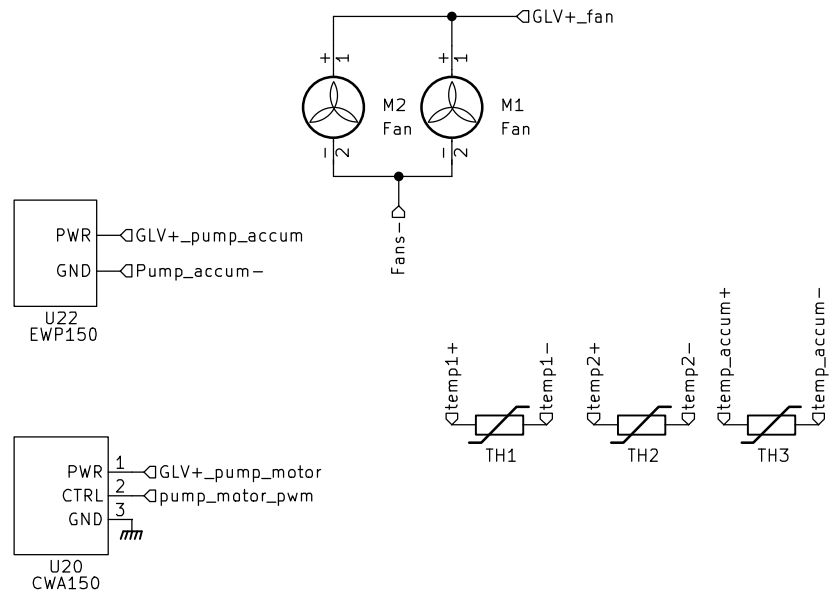 GLV+_fan
+ 1
+ 1
M2
Fan
M1
Fan
− 2
− 2
Fans−
PWR
GLV+_pump_accum
GND
Pump_accum−
U22
EWP150
temp1+
temp1−
temp2+
temp2−
temp_accum+
temp_accum−
TH1
TH2
TH3
PWR 1 GLV+_pump_motor
CTRL 2 pump_motor_pwm
GND 3
U20
CWA150